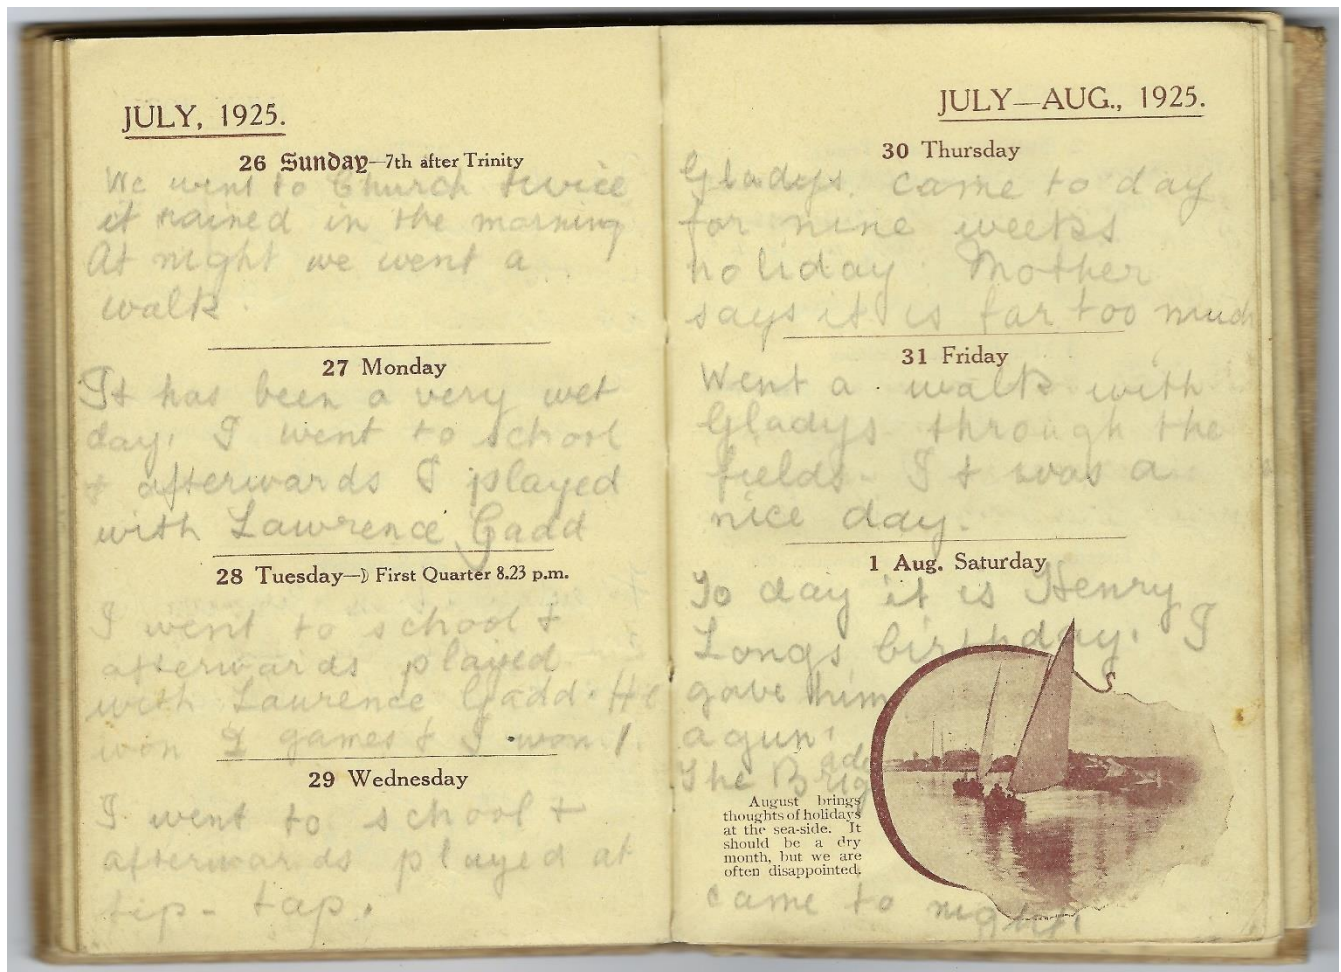 JULY, 1925.
26 Sunday—7th after Trinity
We went to Church twice
it rained in the morning
At night we went a
walk.
27 Monday
It has been a very wet
day. I went to school
& afterwards I played
with Lawrence Gadd
28 Tuesday—☽ First Quarter 8.23 p.m.
I went to school &
afterwards played
with Laurence Gadd. He
won 2 games & I won 1.
29 Wednesday
I went to school &
afterwards played at
tip-tap.
JULY—AUG., 1925.
30 Thursday
Gladys came to day
for nine weeks
holiday. Mother
says it is far too much
31 Friday
Went a walk with
Gladys through the
fields. It was a
nice day.
1 Aug. Saturday
To day it is Henry
Longs birthday. I
gave him
a gun.
ade
The Brig
August brings
thoughts of holidays
at the sea-side. It
should be a dry
month, but we are
often disappointed.
came to night.